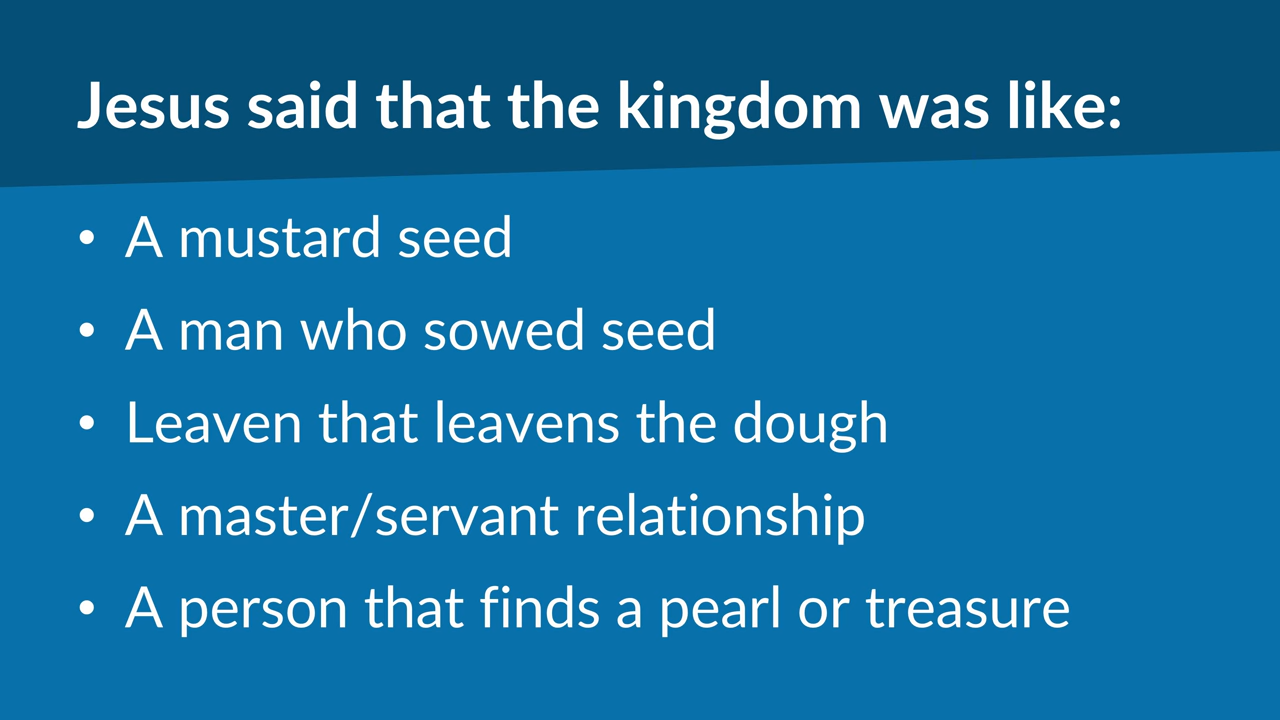 Jesus said that the kingdom was like:
• A mustard seed
• A man who sowed seed
• Leaven that leavens the dough
• A master/servant relationship
• A person that finds a pearl or treasure